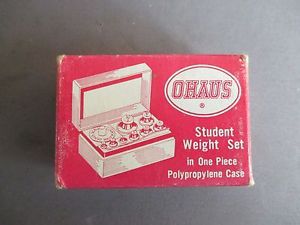 OHAUS
®
Student
Weight Set
in One Piece
Polypropylene Case